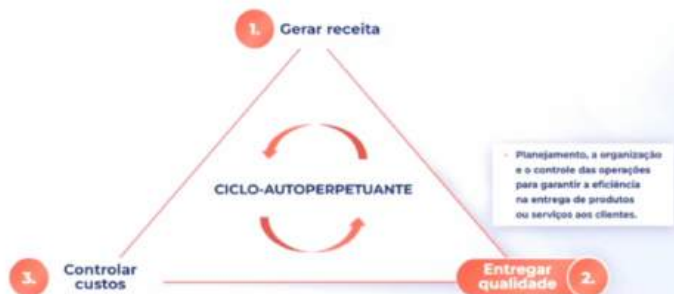 1. Gerar receita
CICLO-AUTOPERPETUANTE
- Planejamento, a organização
e o controle das operações
para garantir a eficiência
na entrega de produtos
ou serviços aos clientes.
Entregar
qualidade 2.
3. Controlar
custos